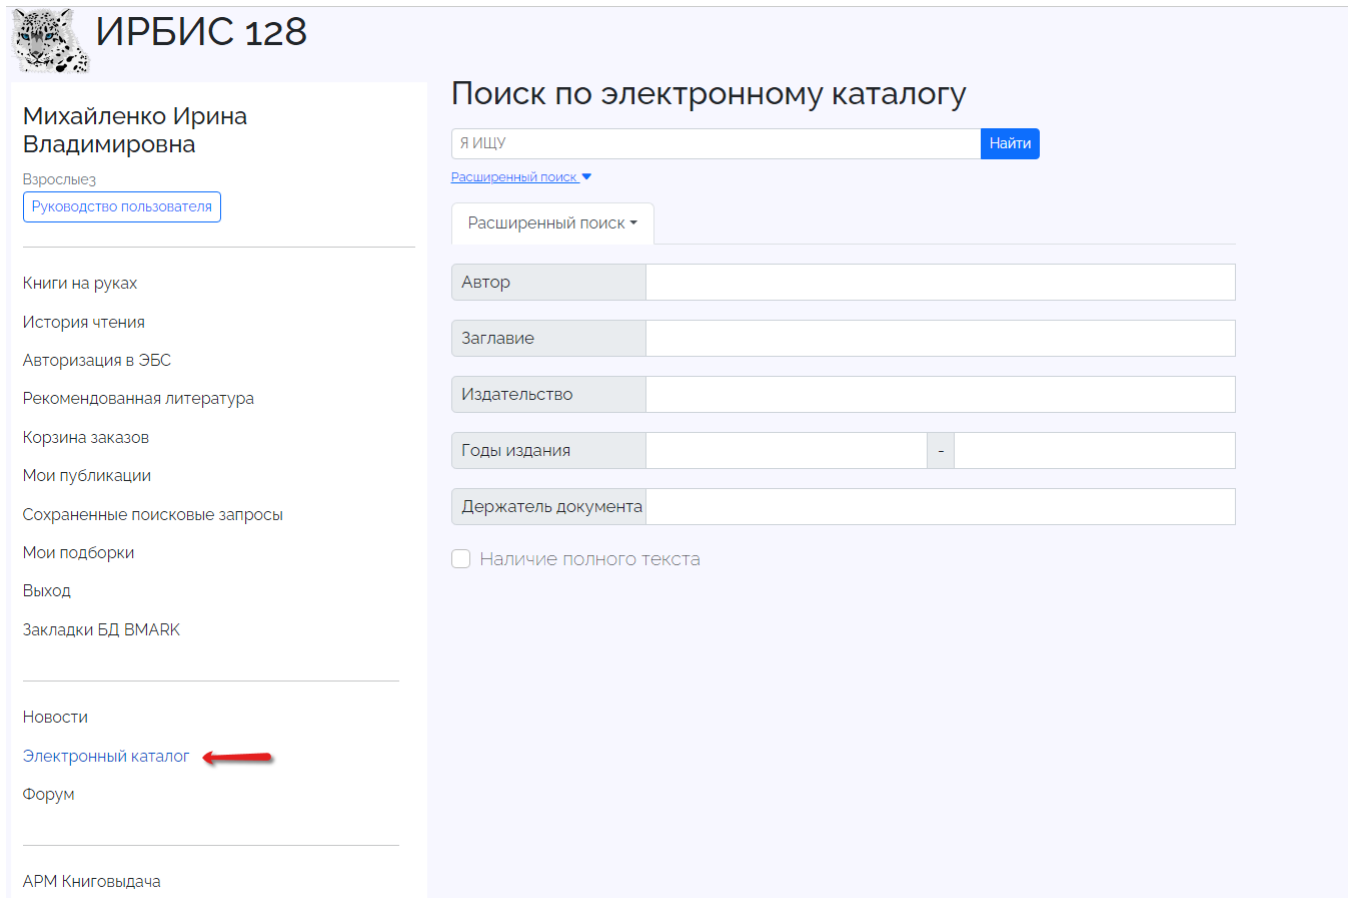 ИРБИС 128
Михайленко Ирина
Владимировна
Взрослые3
Руководство пользователя
Книги на руках
История чтения
Авторизация в ЭБС
Рекомендованная литература
Корзина заказов
Мои публикации
Сохраненные поисковые запросы
Мои подборки
Выход
Закладки БД BMARK
Новости
Электронный каталог
Форум
АРМ Книговыдача
Поиск по электронному каталогу
Я ИЩУ
Найти
Расширенный поиск
Расширенный поиск
Автор
Заглавие
Издательство
Годы издания -
Держатель документа
Наличие полного текста